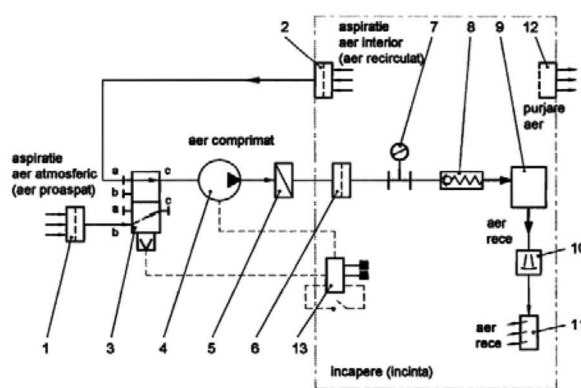 2
7
8
9
12
aspiratie
aer interior
(aer recirculat)
purjare
aer
aspiratie
aer atmosferic
(aer proaspat)
aer comprimat
a
c
b
a
c
b
aer
rece
10
aer
rece
11
1
3
4
5
6
13
incapere (incinta)